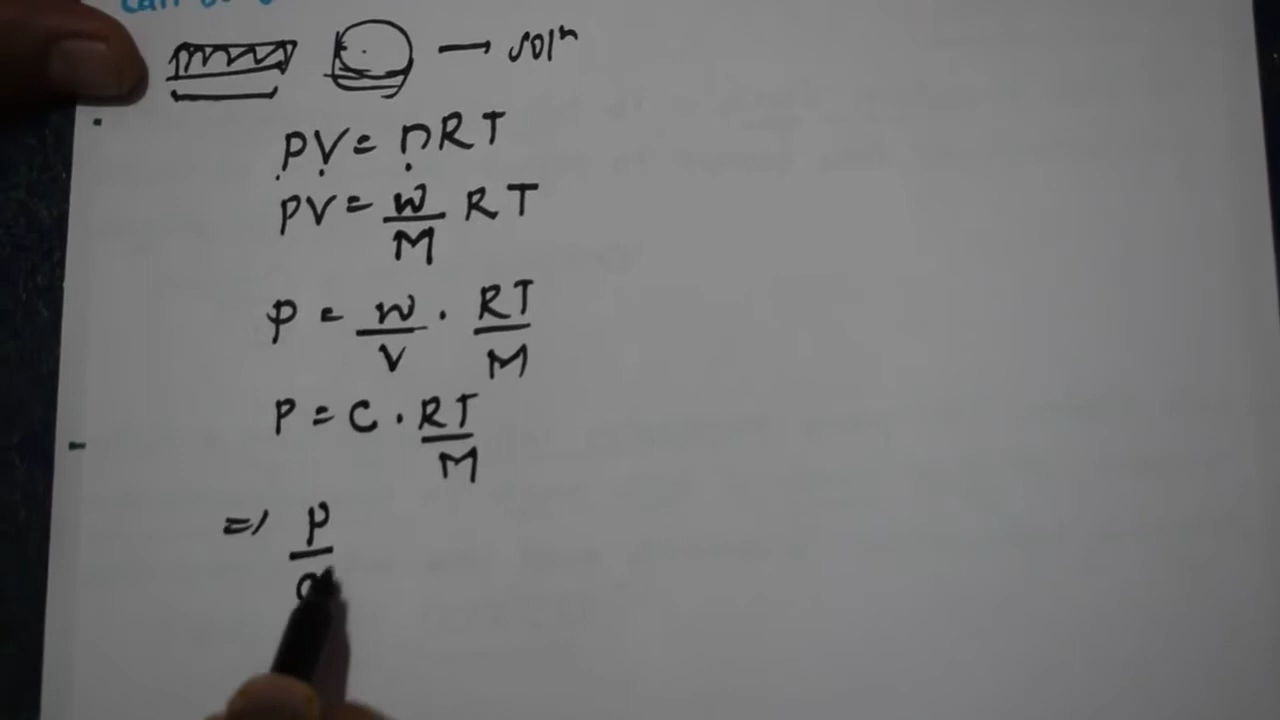 → solⁿ
PV = nRT
PV = w/M RT
P = w/V · RT/M
P = C · RT/M
=> P